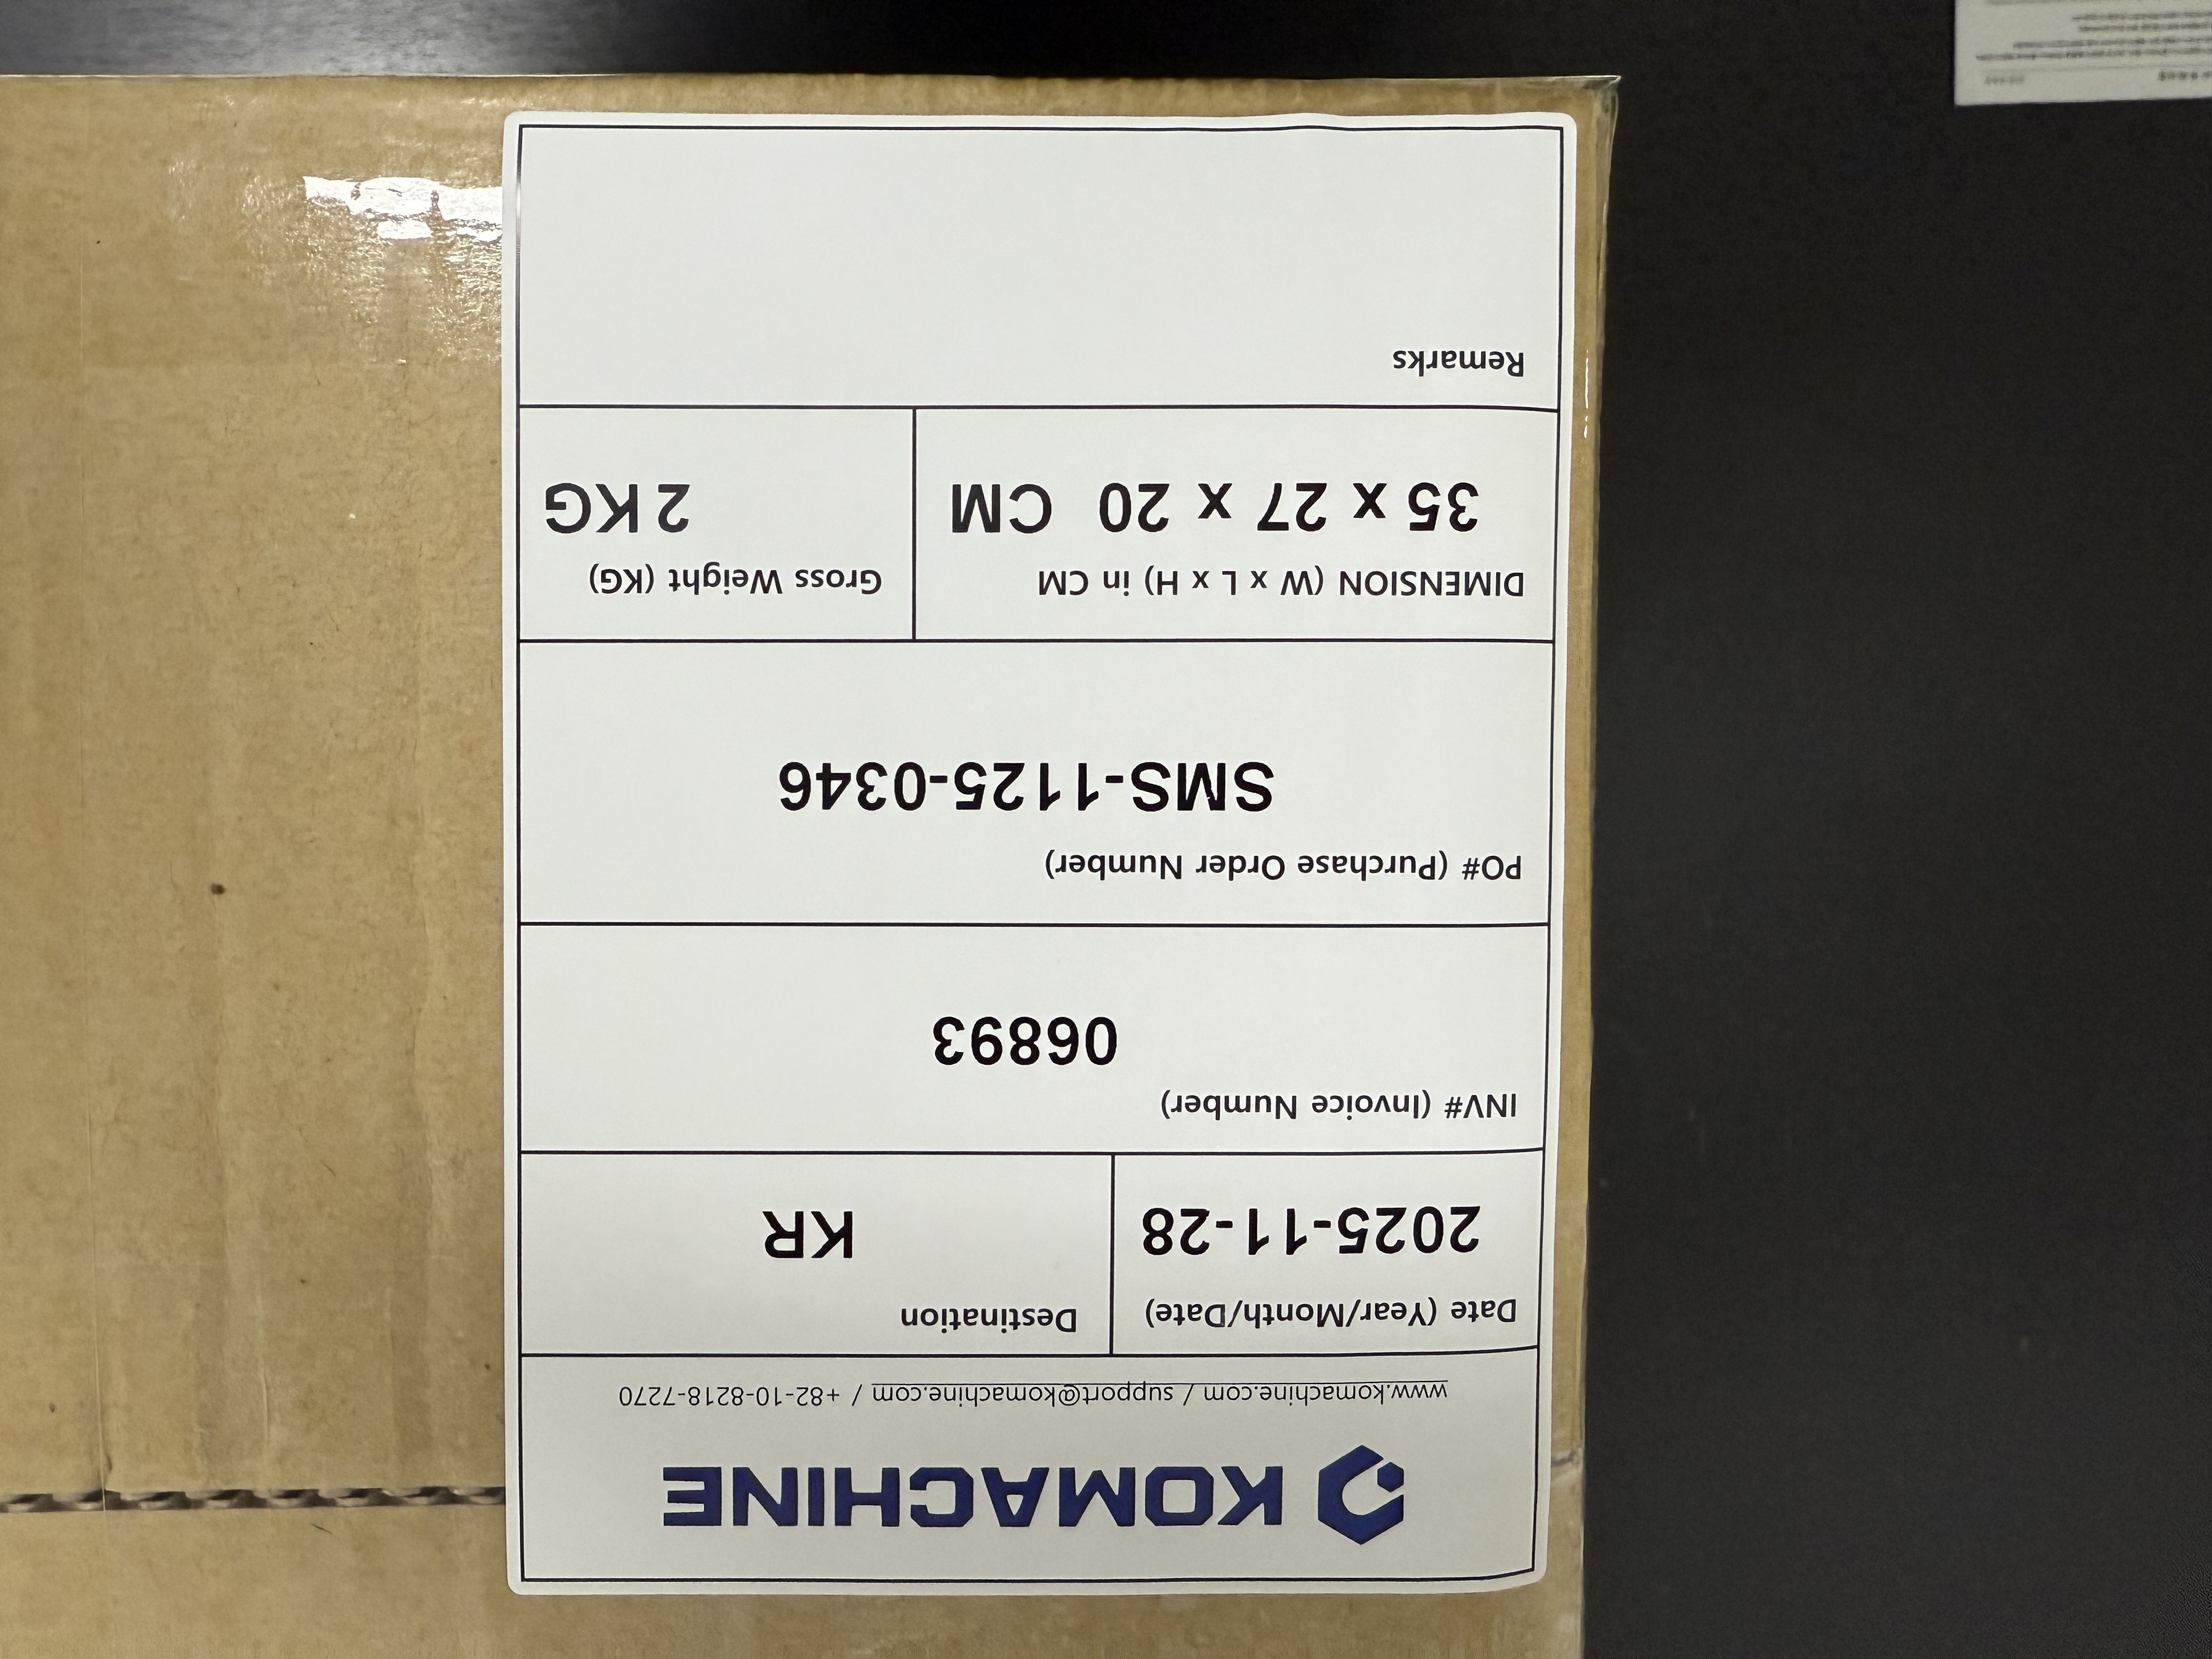 KOMACHINE
www.komachine.com / support@komachine.com / +82-10-8218-7270
Date (Year/Month/Date)
2025-11-28
Destination
KR
INV# (Invoice Number)
06893
PO# (Purchase Order Number)
SMS-1125-0346
DIMENSION (W x L x H) in CM
35 x 27 x 20 CM
Gross Weight (KG)
2 KG
Remarks